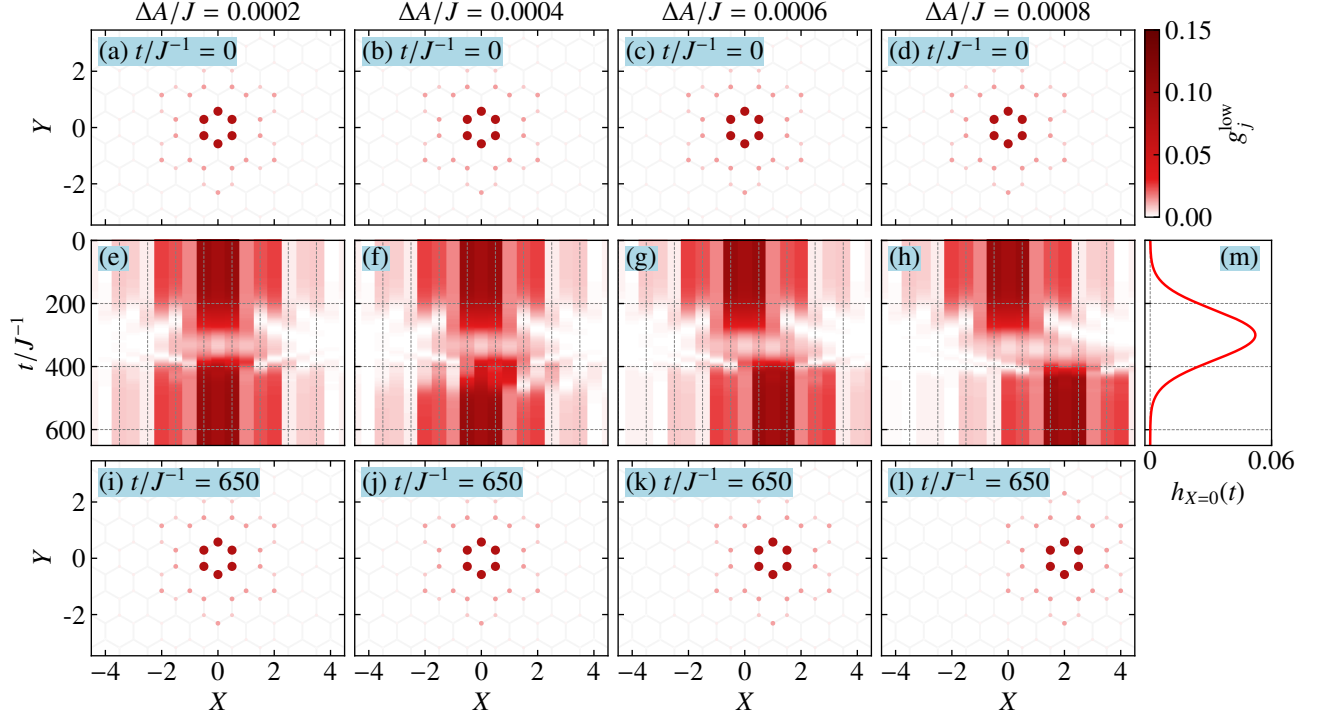 ΔA/J = 0.0002 ΔA/J = 0.0004 ΔA/J = 0.0006 ΔA/J = 0.0008
(a) t/J⁻¹ = 0 (b) t/J⁻¹ = 0 (c) t/J⁻¹ = 0 (d) t/J⁻¹ = 0 0.15
2
0.10
Y 0
0.05
-2
0.00
g_j^low
0 (e) (f) (g) (h) (m)
200
t/J⁻¹
400
600
0 0.06
h_{X=0}(t)
(i) t/J⁻¹ = 650 (j) t/J⁻¹ = 650 (k) t/J⁻¹ = 650 (l) t/J⁻¹ = 650
2
Y 0
-2
−4 −2 0 2 4 −4 −2 0 2 4 −4 −2 0 2 4 −4 −2 0 2 4
X X X X